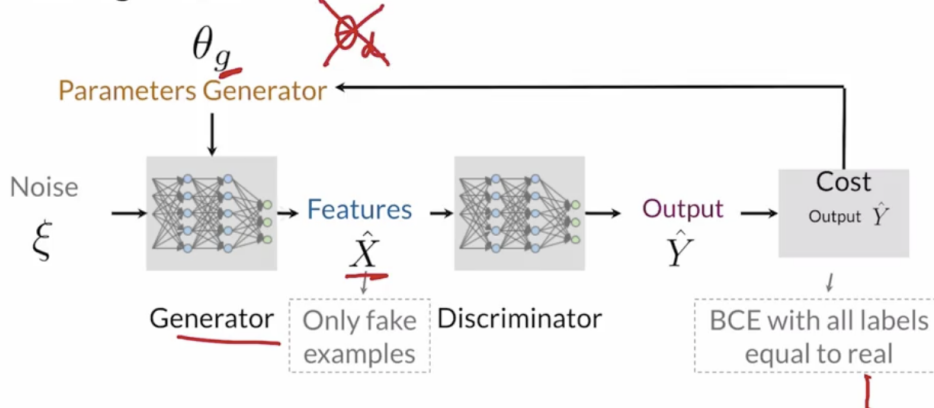 θg
θd
Parameters Generator
Noise
ξ
Features
X̂
Output
Ŷ
Cost
Output Ŷ
Generator
Only fake
examples
Discriminator
BCE with all labels
equal to real